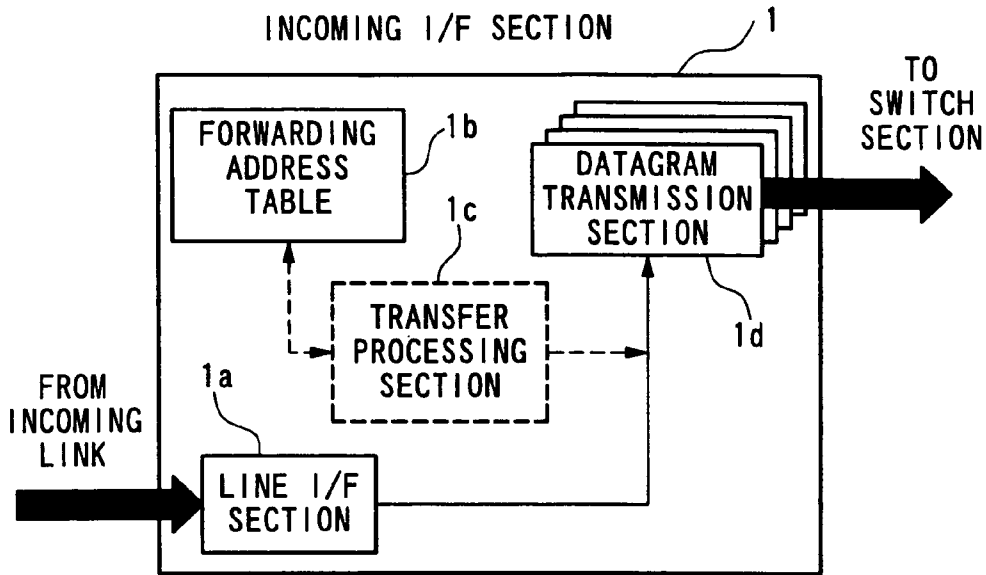 INCOMING I/F SECTION
1
TO
SWITCH
SECTION
FORWARDING
ADDRESS
TABLE
1b
DATAGRAM
TRANSMISSION
SECTION
1c
1d
TRANSFER
PROCESSING
SECTION
1a
FROM
INCOMING
LINK
LINE I/F
SECTION